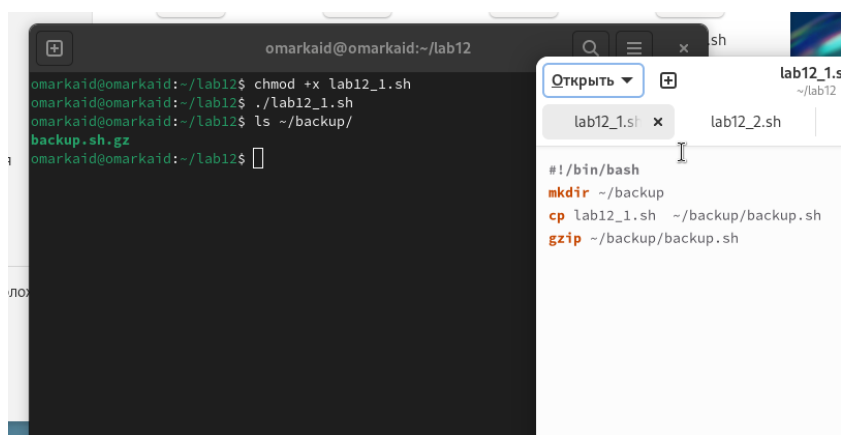 .sh
omarkaid@omarkaid:~/lab12
omarkaid@omarkaid:~/lab12$ chmod +x lab12_1.sh
omarkaid@omarkaid:~/lab12$ ./lab12_1.sh
omarkaid@omarkaid:~/lab12$ ls ~/backup/
backup.sh.gz
omarkaid@omarkaid:~/lab12$
Открыть
lab12_1.s
~/lab12
lab12_1.sh
lab12_2.sh
#!/bin/bash
mkdir ~/backup
cp lab12_1.sh  ~/backup/backup.sh
gzip ~/backup/backup.sh